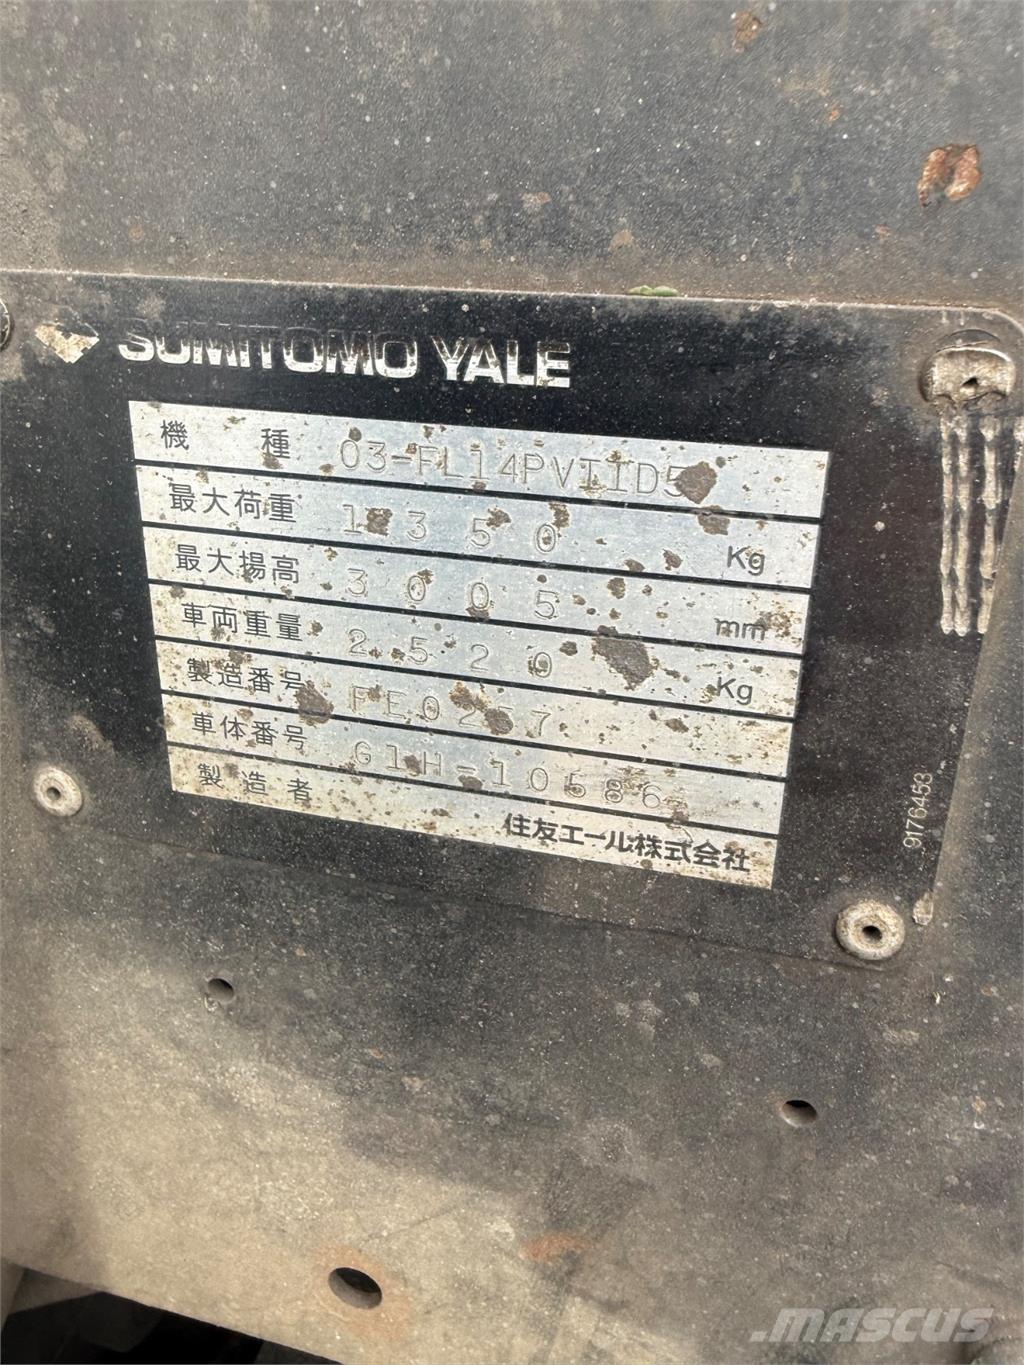 SUMITOMO YALE
機種 03-FL14PVIID5
最大荷重 1350 Kg
最大揚高 3005 mm
車両重量 2520 Kg
製造番号 FE0257
車体番号 G1H-10586
製造者 住友エール株式会社
9176453
MASCUS